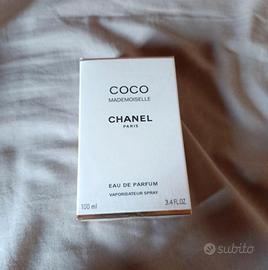 COCO
MADEMOISELLE
CHANEL
PARIS
EAU DE PARFUM
VAPORISATEUR SPRAY
100 ml 3.4 FL.OZ.
subito